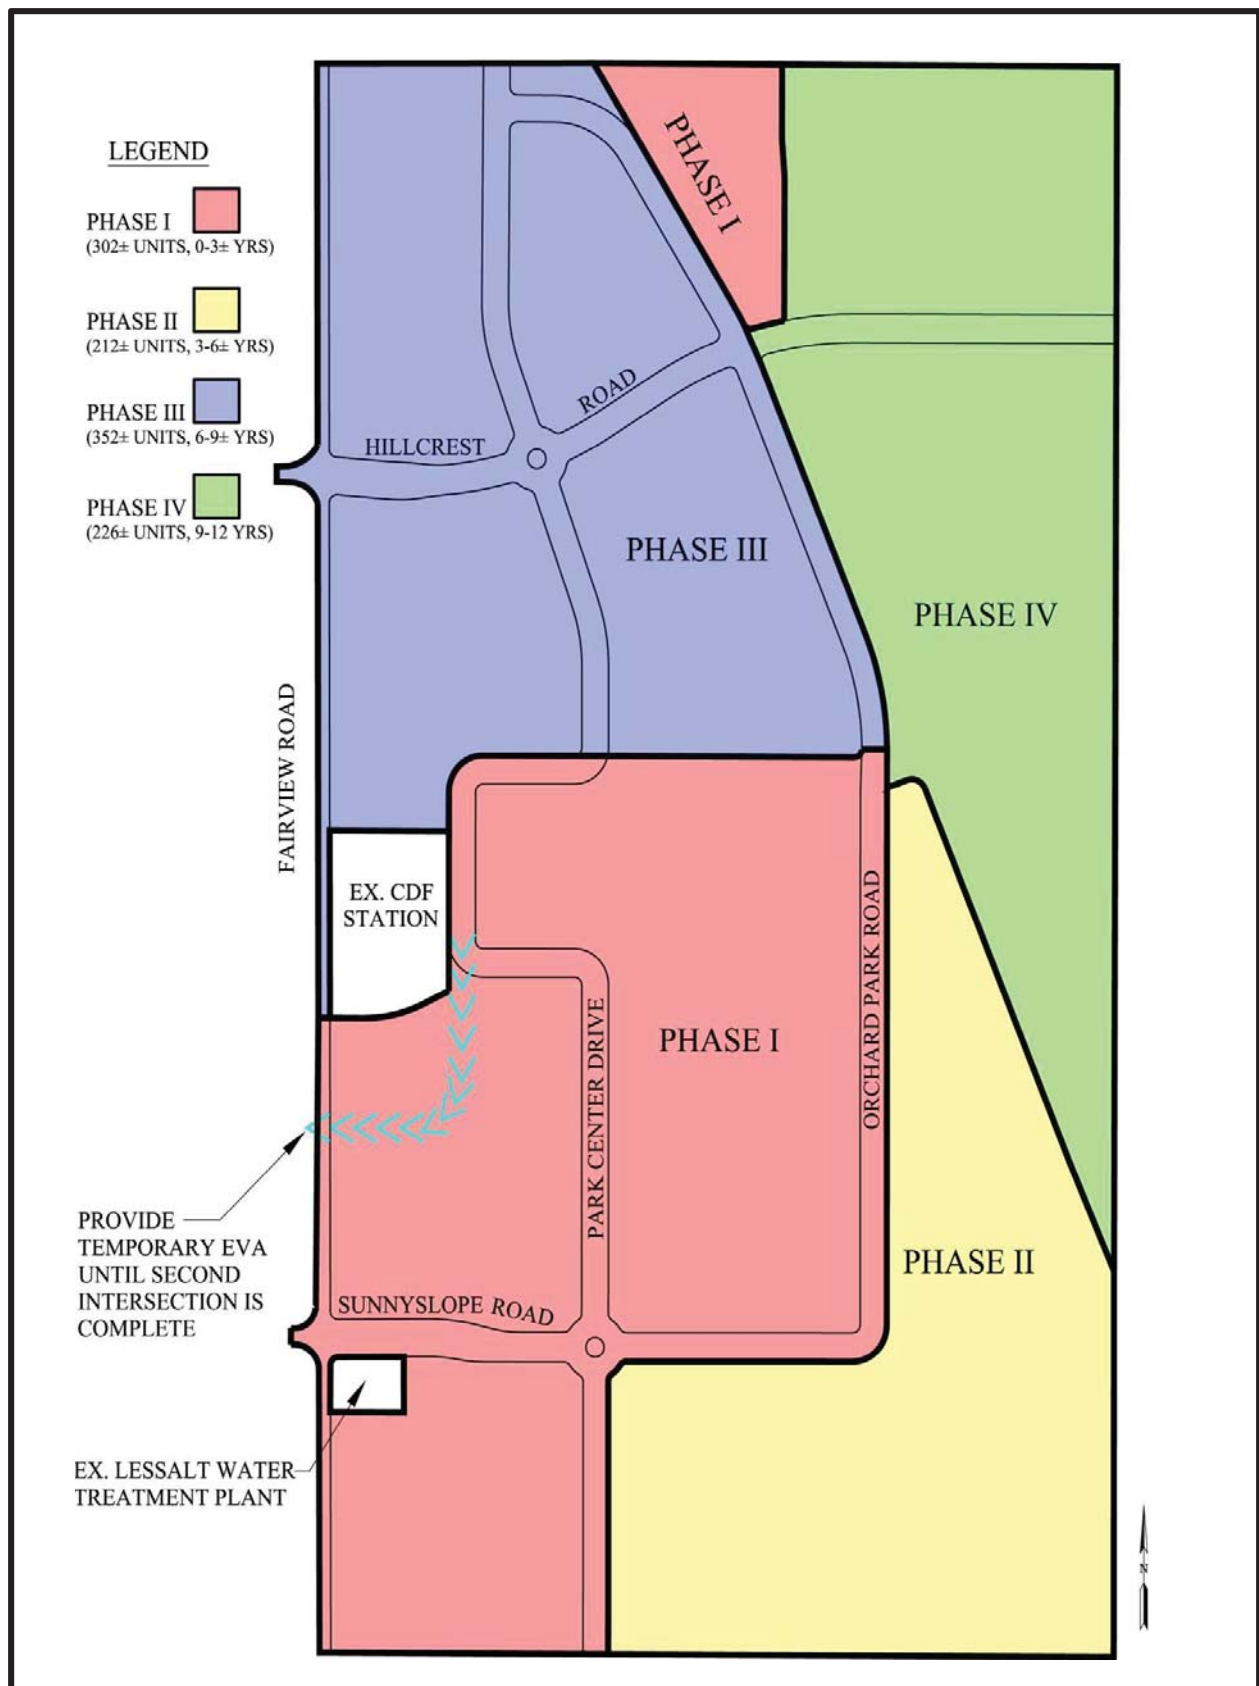 LEGEND
PHASE I
(302± UNITS, 0-3± YRS)
PHASE II
(212± UNITS, 3-6± YRS)
PHASE III
(352± UNITS, 6-9± YRS)
PHASE IV
(226± UNITS, 9-12 YRS)
PHASE I
ROAD
HILLCREST
PHASE III
PHASE IV
FAIRVIEW ROAD
EX. CDF
STATION
ORCHARD PARK ROAD
PARK CENTER DRIVE
PHASE I
PROVIDE
TEMPORARY EVA
UNTIL SECOND
INTERSECTION IS
COMPLETE
PHASE II
SUNNYSLOPE ROAD
EX. LESSALT WATER
TREATMENT PLANT
N